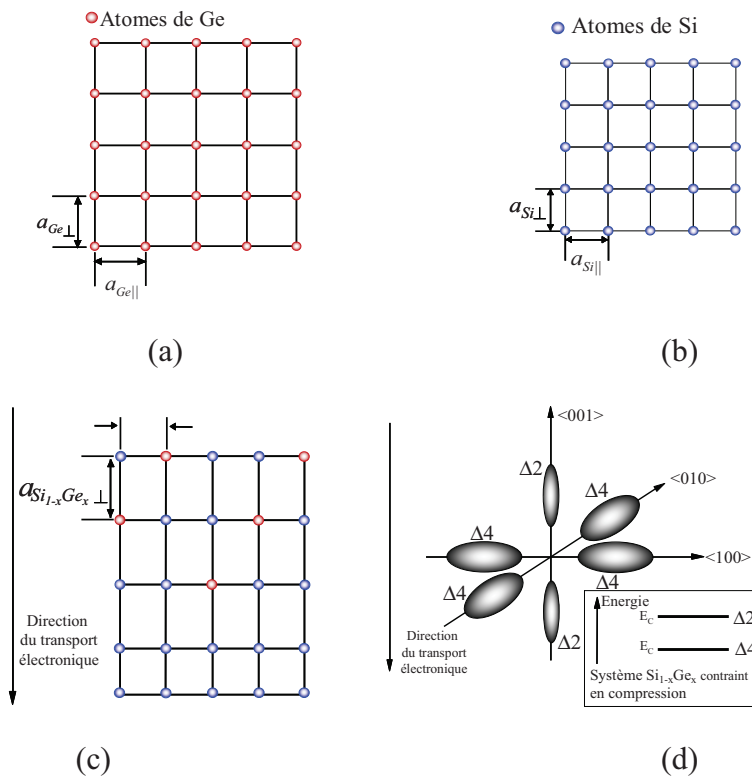 Atomes de Ge
a_Ge⊥
a_Ge||
(a)
Atomes de Si
a_Si⊥
a_Si||
(b)
a_Si1-xGex⊥
Direction
du transport
électronique
(c)
<001>
Δ2
Δ4
<010>
Δ4
<100>
Δ4
Δ4
Δ2
Direction
du transport
électronique
Energie
E_C Δ2
E_C Δ4
Système Si1-xGex contraint
en compression
(d)